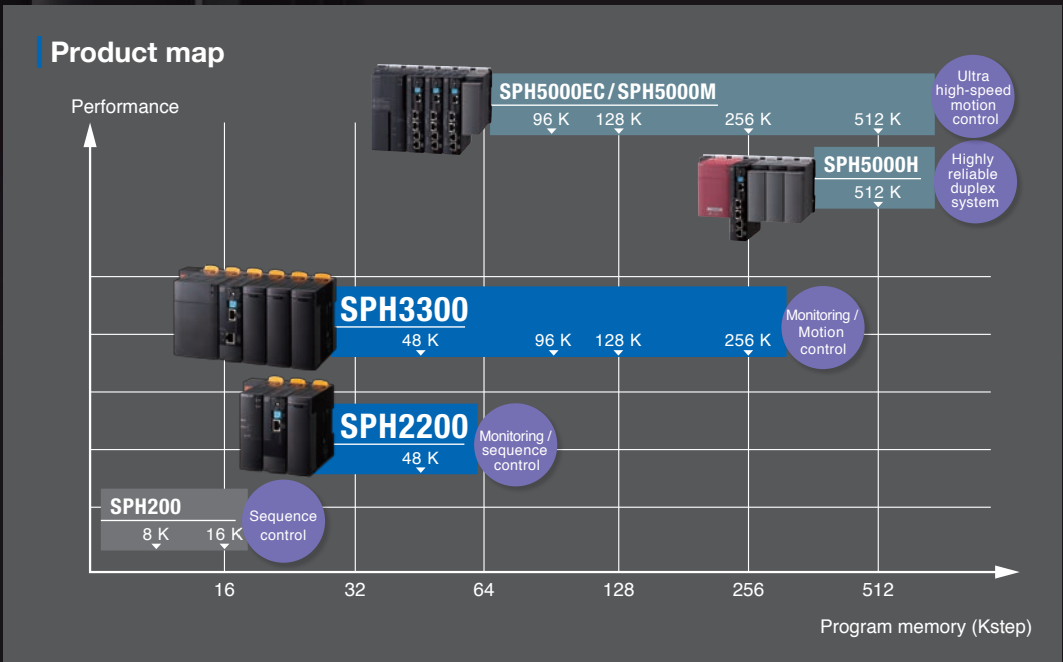 Product map
Performance
SPH5000EC/SPH5000M
96 K 128 K 256 K 512 K
Ultra
high-speed
motion
control
SPH5000H
512 K
Highly
reliable
duplex
system
SPH3300
48 K 96 K 128 K 256 K
Monitoring /
Motion
control
SPH2200
48 K
Monitoring /
sequence
control
SPH200
8 K 16 K
Sequence
control
16 32 64 128 256 512
Program memory (Kstep)